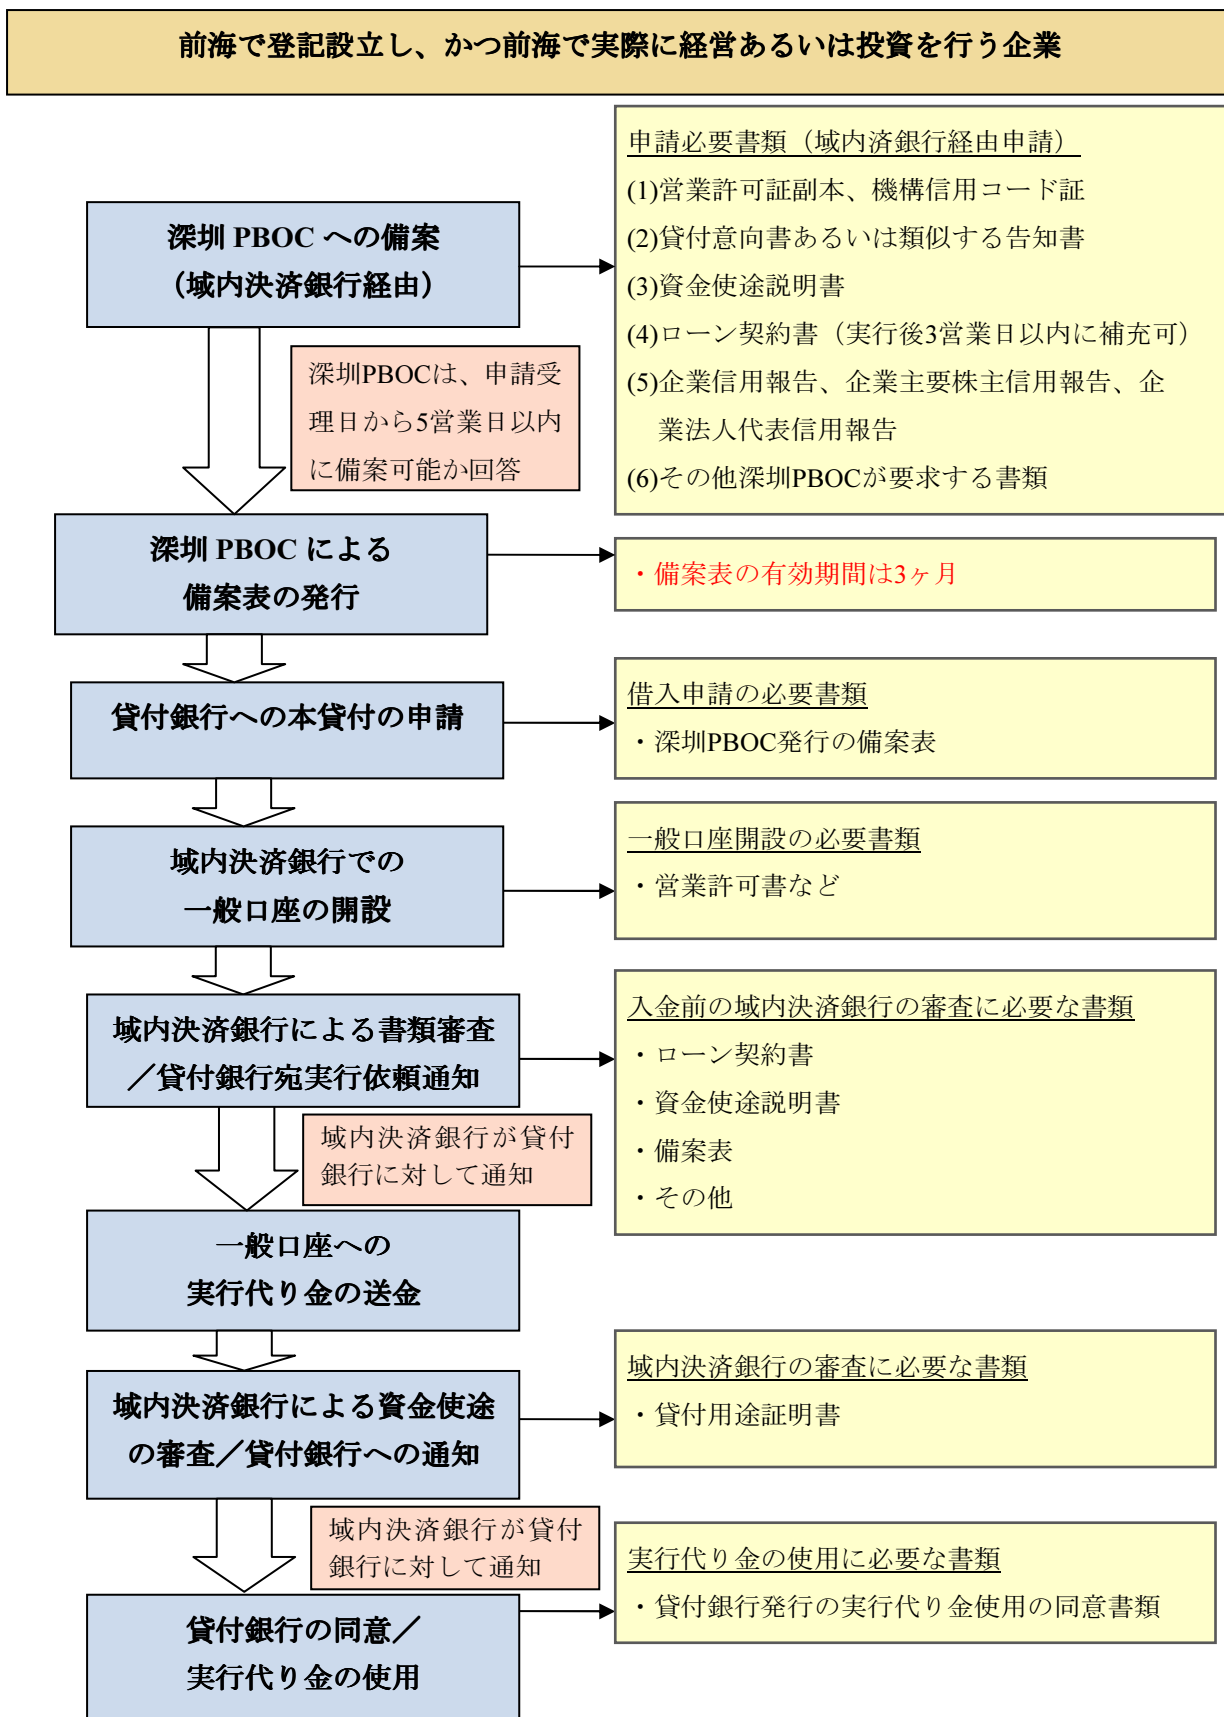 前海で登記設立し、かつ前海で実際に経営あるいは投資を行う企業
深圳 PBOC への備案
（域内決済銀行経由）
申請必要書類（域内済銀行経由申請）
(1)営業許可証副本、機構信用コード証
(2)貸付意向書あるいは類似する告知書
(3)資金使途説明書
(4)ローン契約書（実行後3営業日以内に補充可）
(5)企業信用報告、企業主要株主信用報告、企
業法人代表信用報告
(6)その他深圳PBOCが要求する書類
深圳PBOCは、申請受
理日から5営業日以内
に備案可能か回答
深圳 PBOC による
備案表の発行
・備案表の有効期間は3ヶ月
貸付銀行への本貸付の申請
借入申請の必要書類
・深圳PBOC発行の備案表
域内決済銀行での
一般口座の開設
一般口座開設の必要書類
・営業許可書など
域内決済銀行による書類審査
／貸付銀行宛実行依頼通知
入金前の域内決済銀行の審査に必要な書類
・ローン契約書
・資金使途説明書
・備案表
・その他
域内決済銀行が貸付
銀行に対して通知
一般口座への
実行代り金の送金
域内決済銀行による資金使途
の審査／貸付銀行への通知
域内決済銀行の審査に必要な書類
・貸付用途証明書
域内決済銀行が貸付
銀行に対して通知
貸付銀行の同意／
実行代り金の使用
実行代り金の使用に必要な書類
・貸付銀行発行の実行代り金使用の同意書類